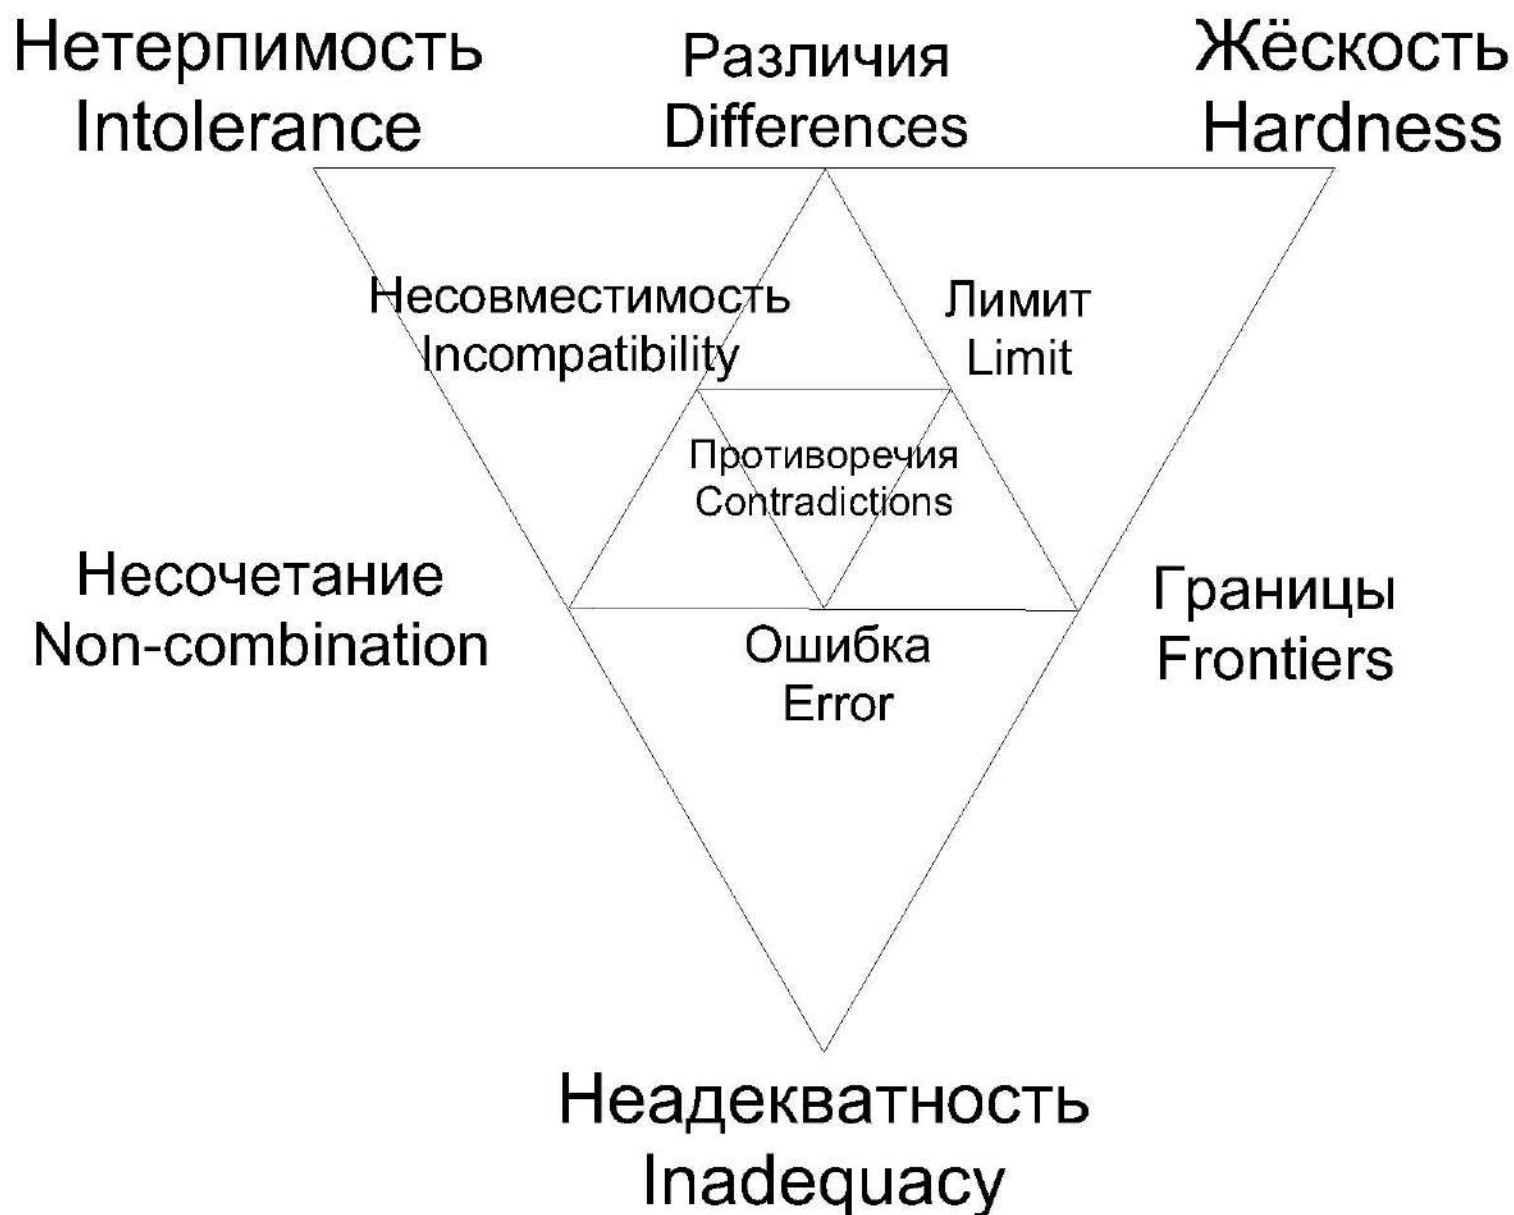 Нетерпимость
Intolerance
Различия
Differences
Жёскость
Hardness
Несовместимость
Incompatibility
Лимит
Limit
Противоречия
Contradictions
Несочетание
Non-combination
Границы
Frontiers
Ошибка
Error
Неадекватность
Inadequacy